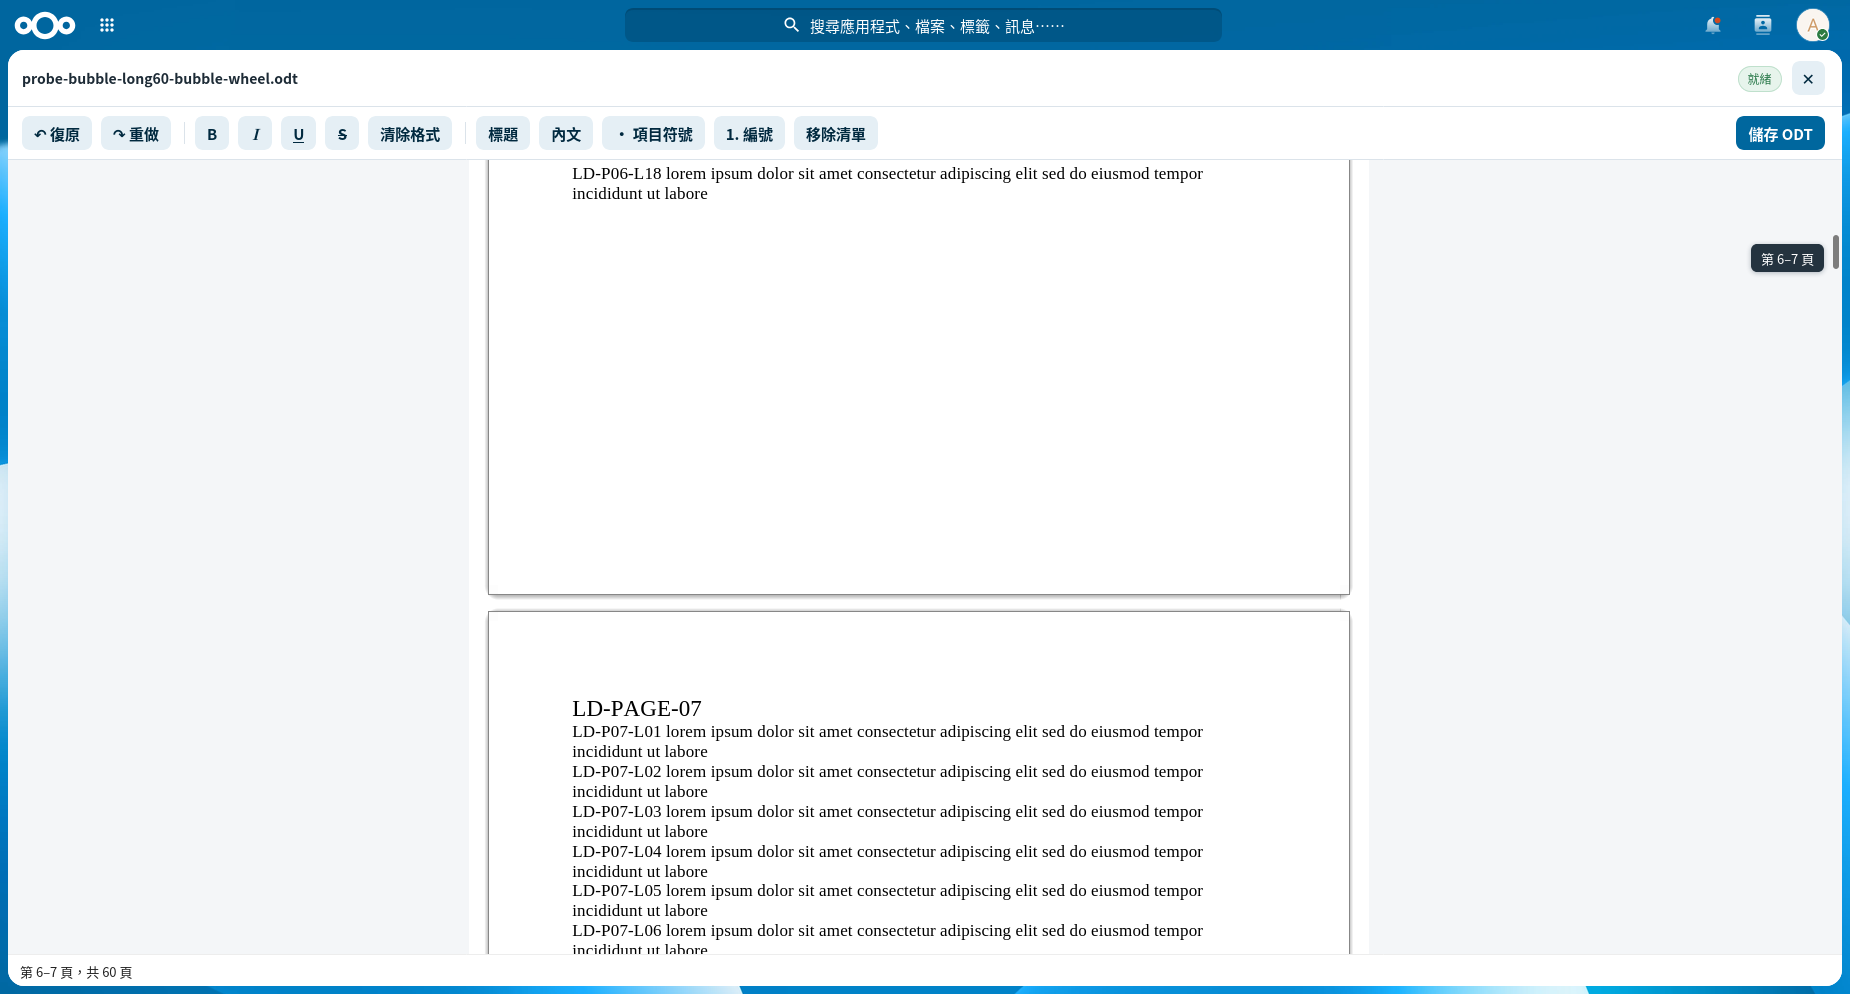 搜尋應用程式、檔案、標籤、訊息⋯⋯
A
probe-bubble-long60-bubble-wheel.odt
就緒
×
↶ 復原
↷ 重做
B
I
U
S
清除格式
標題
內文
・ 項目符號
1. 編號
移除清單
儲存 ODT
LD-P06-L18 lorem ipsum dolor sit amet consectetur adipiscing elit sed do eiusmod tempor
incididunt ut labore
第 6–7 頁
LD-PAGE-07
LD-P07-L01 lorem ipsum dolor sit amet consectetur adipiscing elit sed do eiusmod tempor
incididunt ut labore
LD-P07-L02 lorem ipsum dolor sit amet consectetur adipiscing elit sed do eiusmod tempor
incididunt ut labore
LD-P07-L03 lorem ipsum dolor sit amet consectetur adipiscing elit sed do eiusmod tempor
incididunt ut labore
LD-P07-L04 lorem ipsum dolor sit amet consectetur adipiscing elit sed do eiusmod tempor
incididunt ut labore
LD-P07-L05 lorem ipsum dolor sit amet consectetur adipiscing elit sed do eiusmod tempor
incididunt ut labore
LD-P07-L06 lorem ipsum dolor sit amet consectetur adipiscing elit sed do eiusmod tempor
incididunt ut labore
第 6–7 頁，共 60 頁